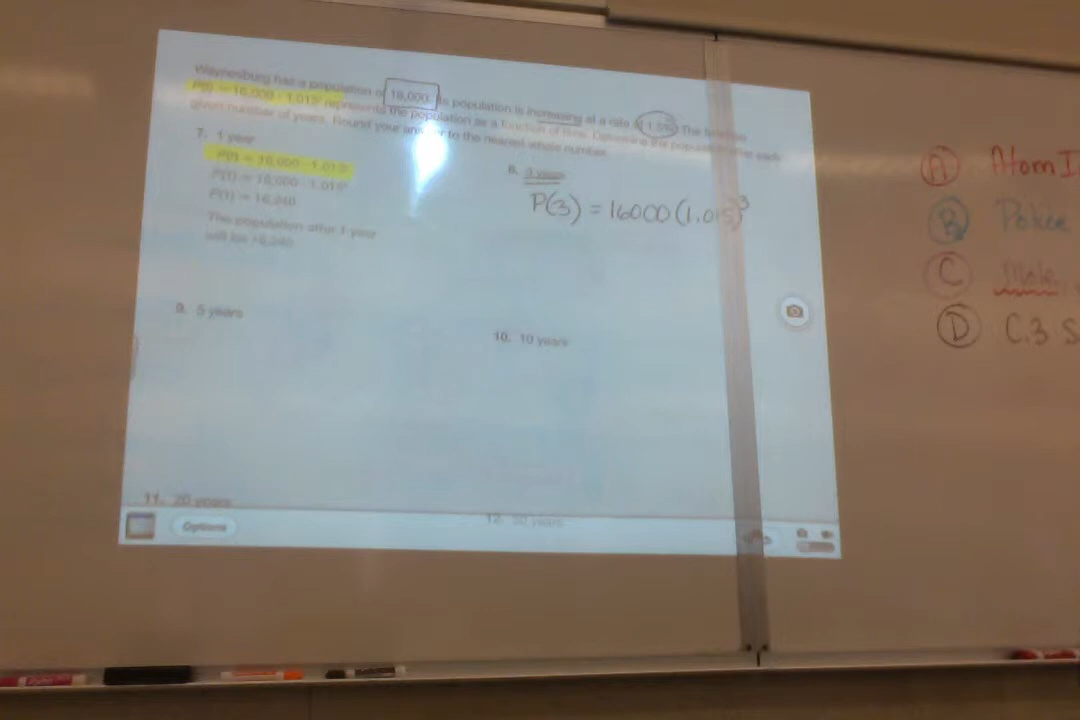 Waynesburg has a population of 16,000. Its population is increasing at a rate of 1.5%. The function
P(t) = 16,000 · 1.015ᵗ represents the population as a function of time. Determine the population after each
given number of years. Round your answer to the nearest whole number.
7. 1 year
P(t) = 16,000 · 1.015ᵗ
P(1) = 16,000 · 1.015¹
P(1) = 16,240
The population after 1 year
will be 16,240.
8. 3 years
P(3) = 16000 (1.015)³
9. 5 years
10. 10 years
11. 20 years
12. 30 years
Options
A Atom
B Police
C Mole
D C.3